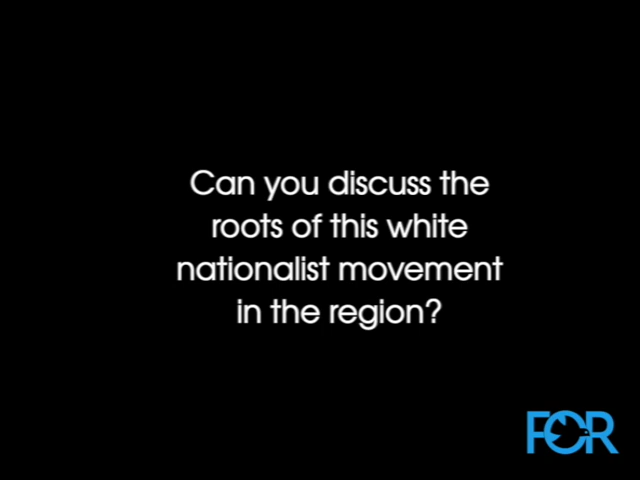 Can you discuss the
roots of this white
nationalist movement
in the region?
FOR